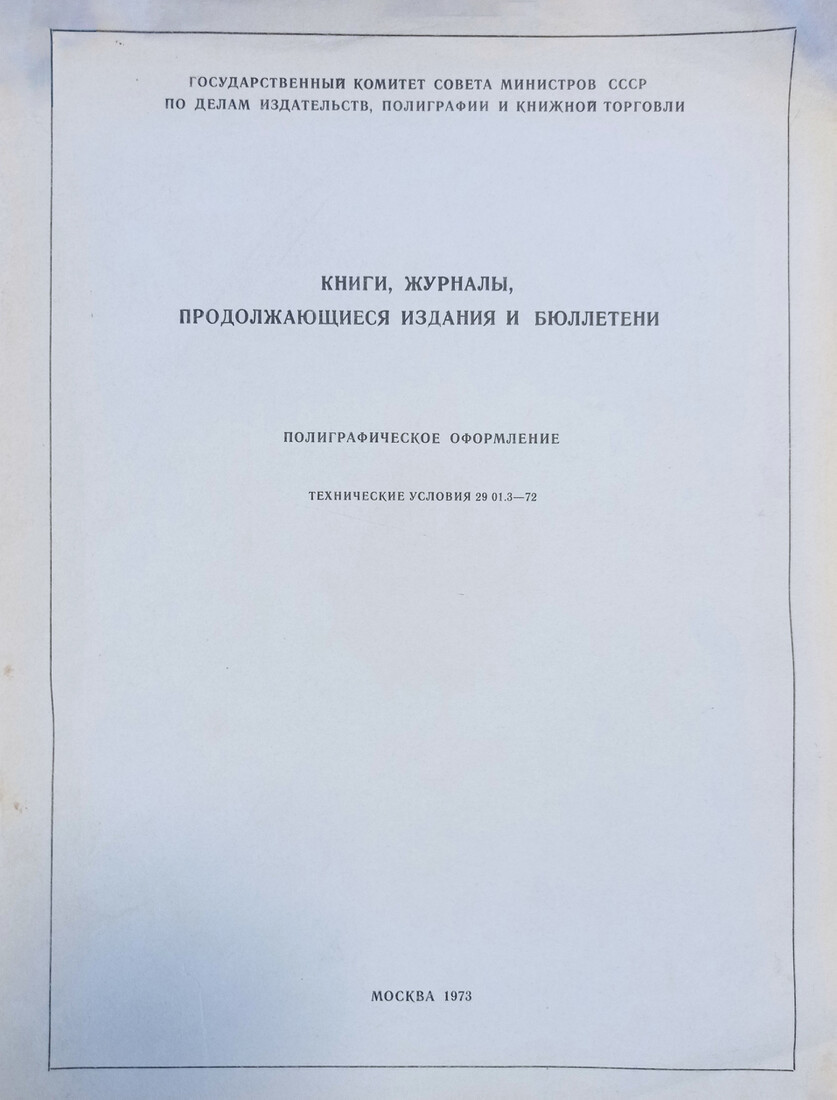 ГОСУДАРСТВЕННЫЙ КОМИТЕТ СОВЕТА МИНИСТРОВ СССР
ПО ДЕЛАМ ИЗДАТЕЛЬСТВ, ПОЛИГРАФИИ И КНИЖНОЙ ТОРГОВЛИ
КНИГИ, ЖУРНАЛЫ,
ПРОДОЛЖАЮЩИЕСЯ ИЗДАНИЯ И БЮЛЛЕТЕНИ
ПОЛИГРАФИЧЕСКОЕ ОФОРМЛЕНИЕ
ТЕХНИЧЕСКИЕ УСЛОВИЯ 29 01.3—72
МОСКВА 1973